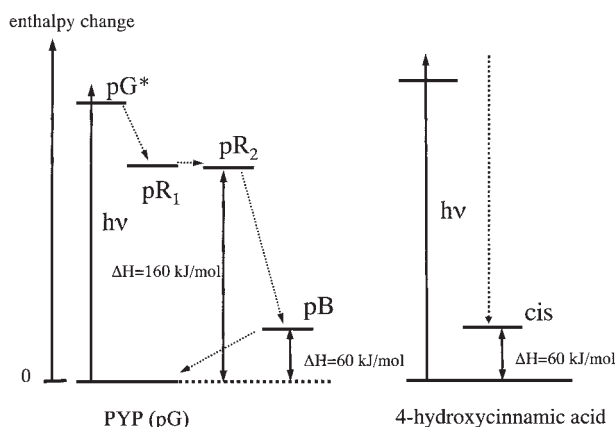 enthalpy change
pG*
pR₁
pR₂
hν
ΔH=160 kJ/mol
pB
ΔH=60 kJ/mol
0
PYP (pG)
hν
cis
ΔH=60 kJ/mol
4-hydroxycinnamic acid